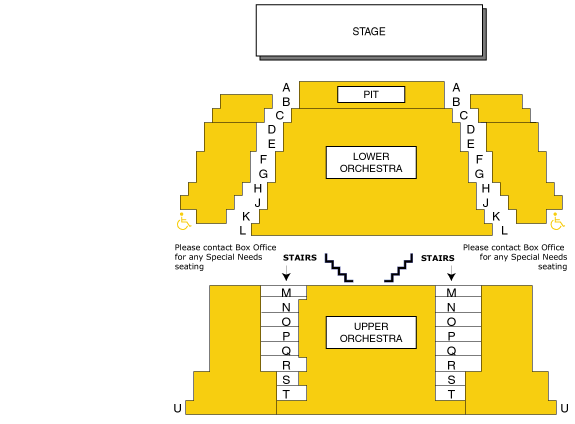 STAGE
A A
PIT
B B
C C
D D
E E
LOWER
ORCHESTRA
F F
G G
H H
J J
K K
L L
Please contact Box Office
for any Special Needs
seating
STAIRS
STAIRS
Please contact Box Office
for any Special Needs
seating
M M
N N
O O
UPPER
ORCHESTRA
P P
Q Q
R R
S S
T T
U U